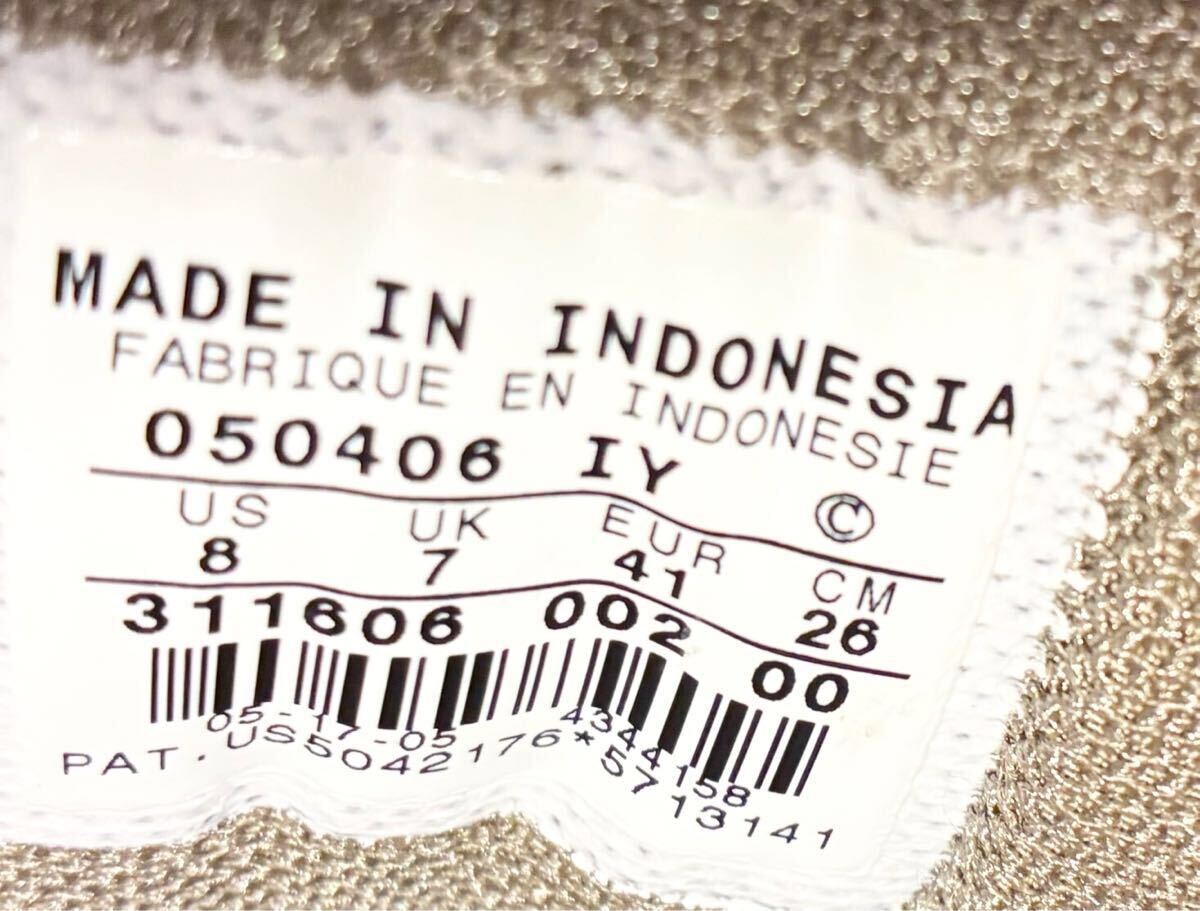 MADE IN INDONESIA
FABRIQUE EN INDONESIE
050406 IY ©
US UK EUR CM
8 7 41 26
311606 002 00
05-17-05 4344158
PAT.US5042176*5713141